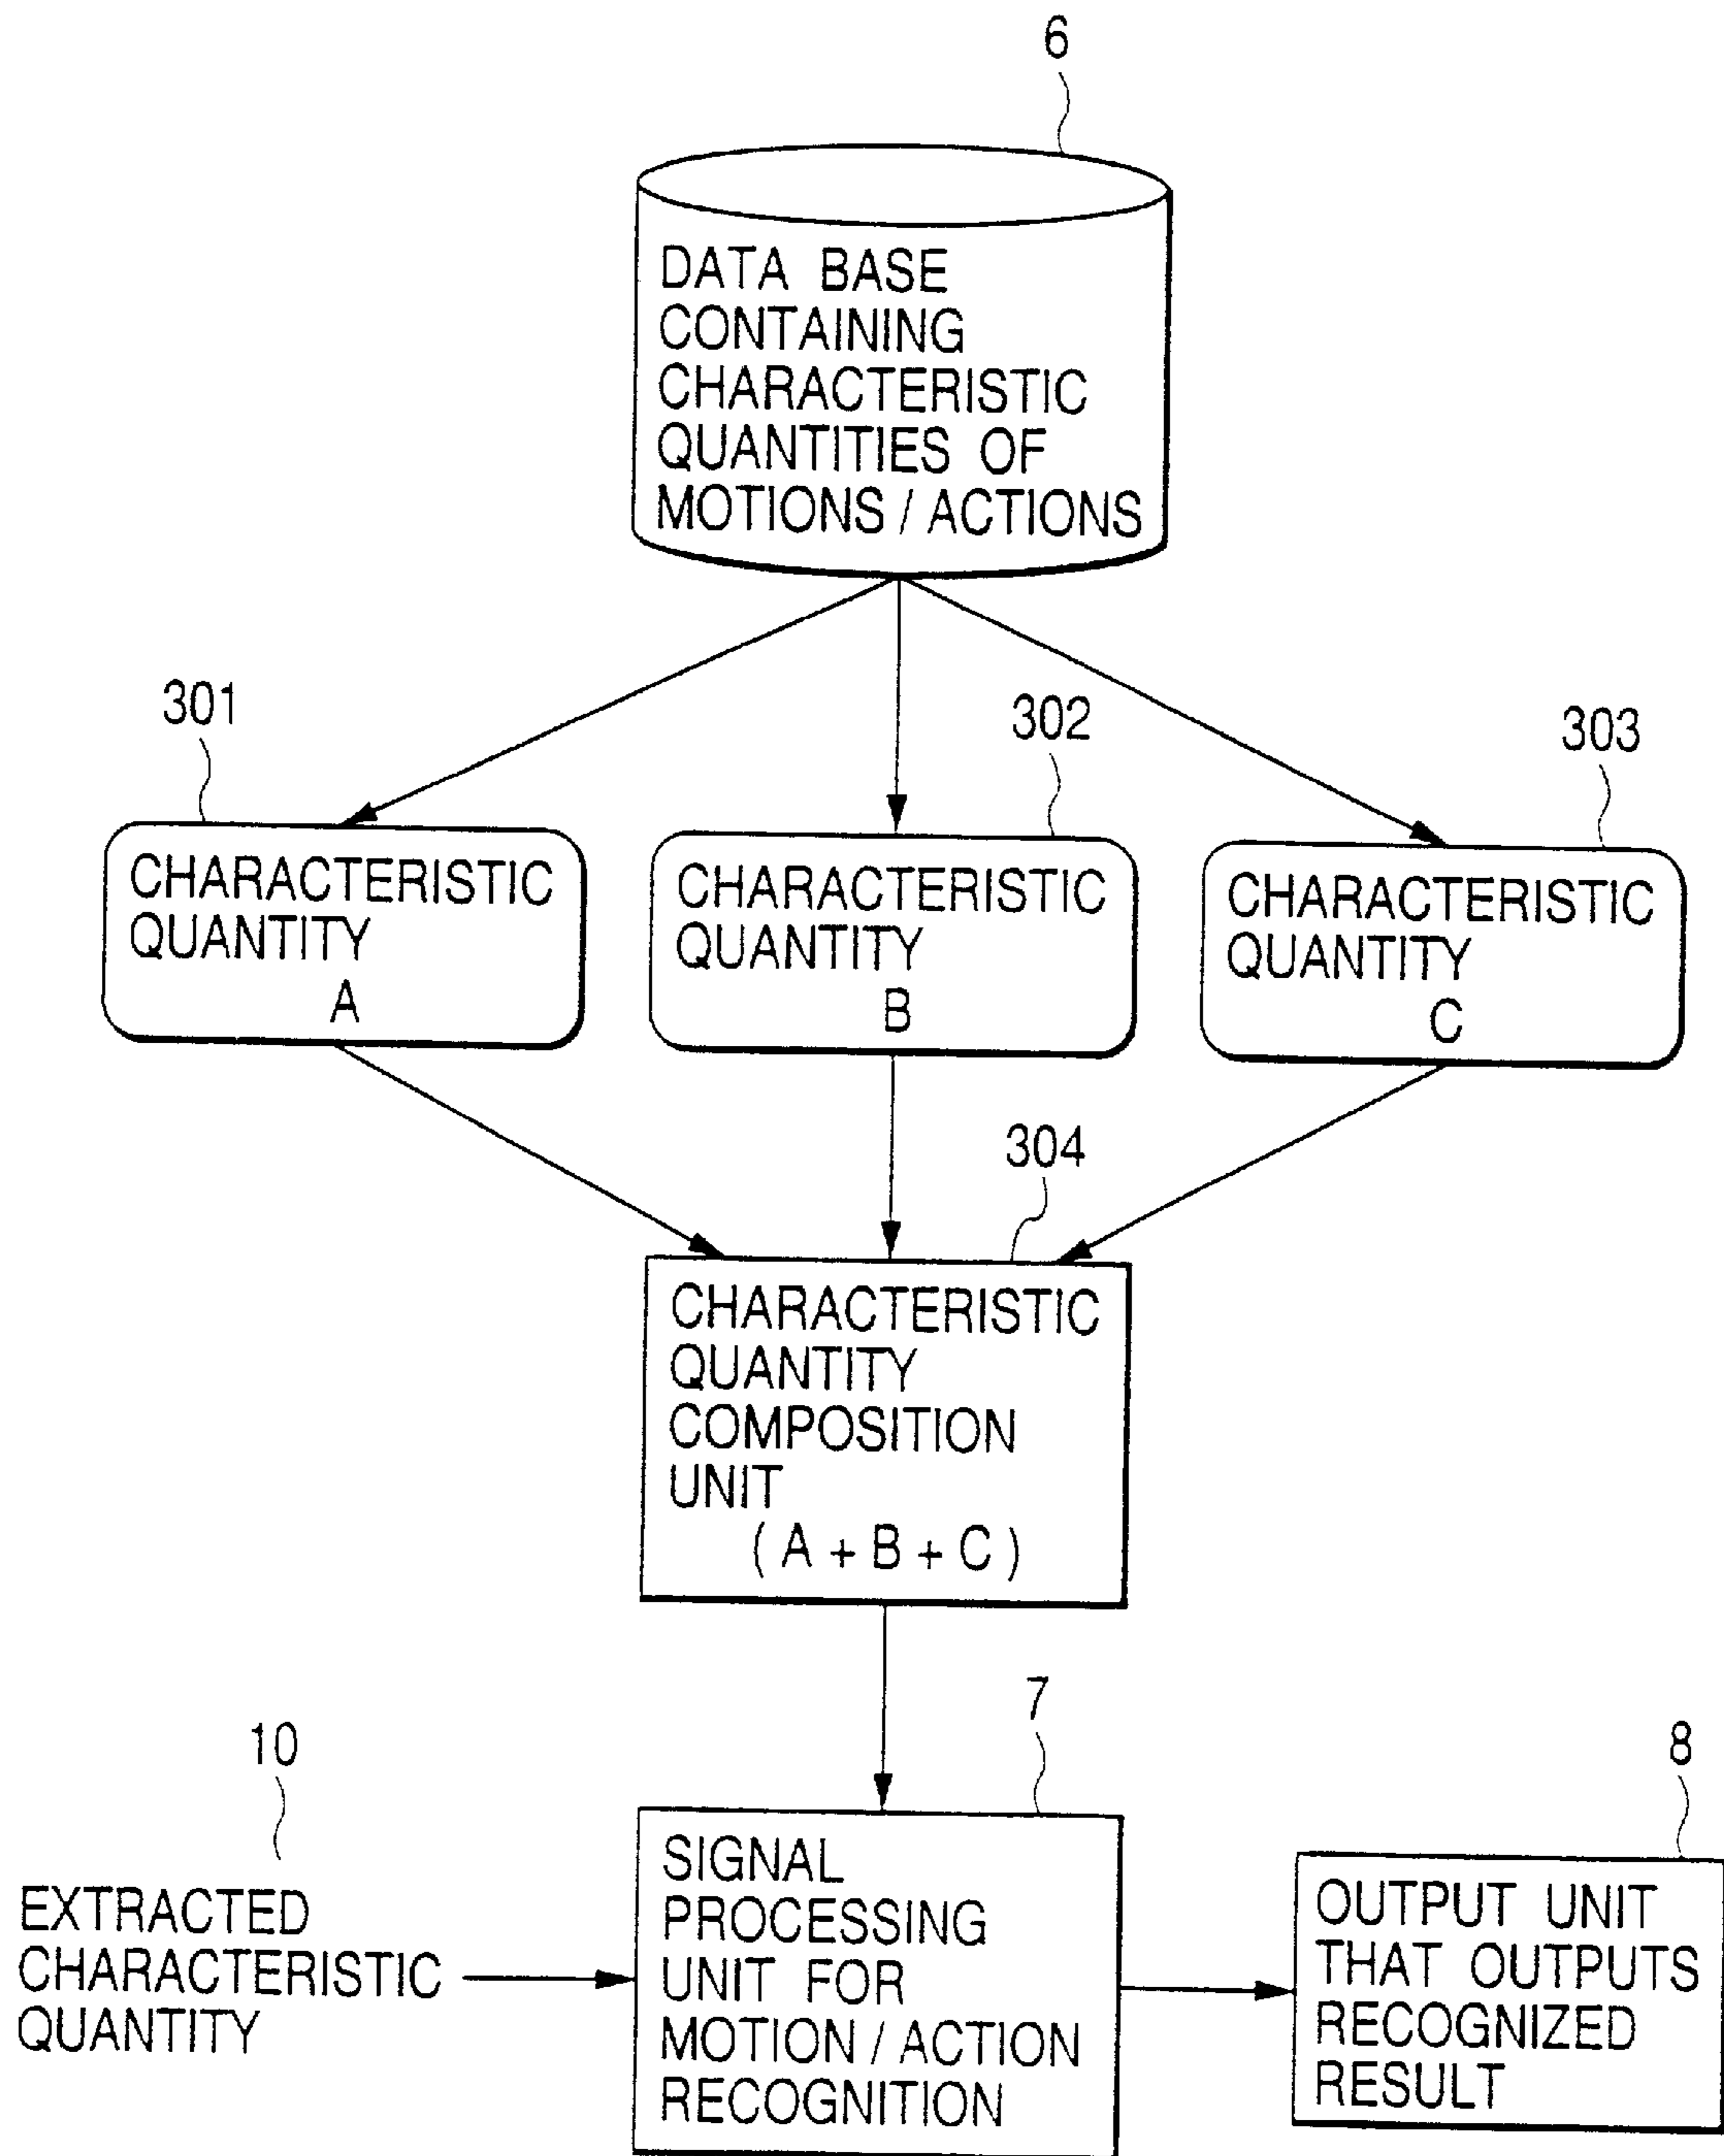 6
DATA BASE
CONTAINING
CHARACTERISTIC
QUANTITIES OF
MOTIONS / ACTIONS
301
302
303
CHARACTERISTIC
QUANTITY
A
CHARACTERISTIC
QUANTITY
B
CHARACTERISTIC
QUANTITY
C
304
CHARACTERISTIC
QUANTITY
COMPOSITION
UNIT
( A + B + C )
10
7
8
EXTRACTED
CHARACTERISTIC
QUANTITY
SIGNAL
PROCESSING
UNIT FOR
MOTION / ACTION
RECOGNITION
OUTPUT UNIT
THAT OUTPUTS
RECOGNIZED
RESULT